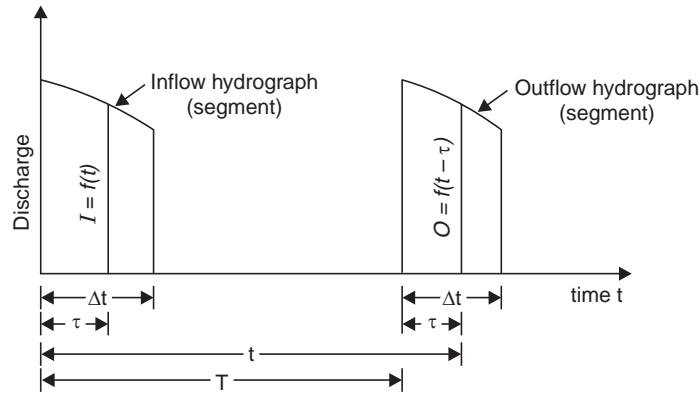 Discharge
Inflow hydrograph
(segment)
Outflow hydrograph
(segment)
I = f(t)
O = f(t – τ)
time t
Δt
Δt
τ
τ
t
T